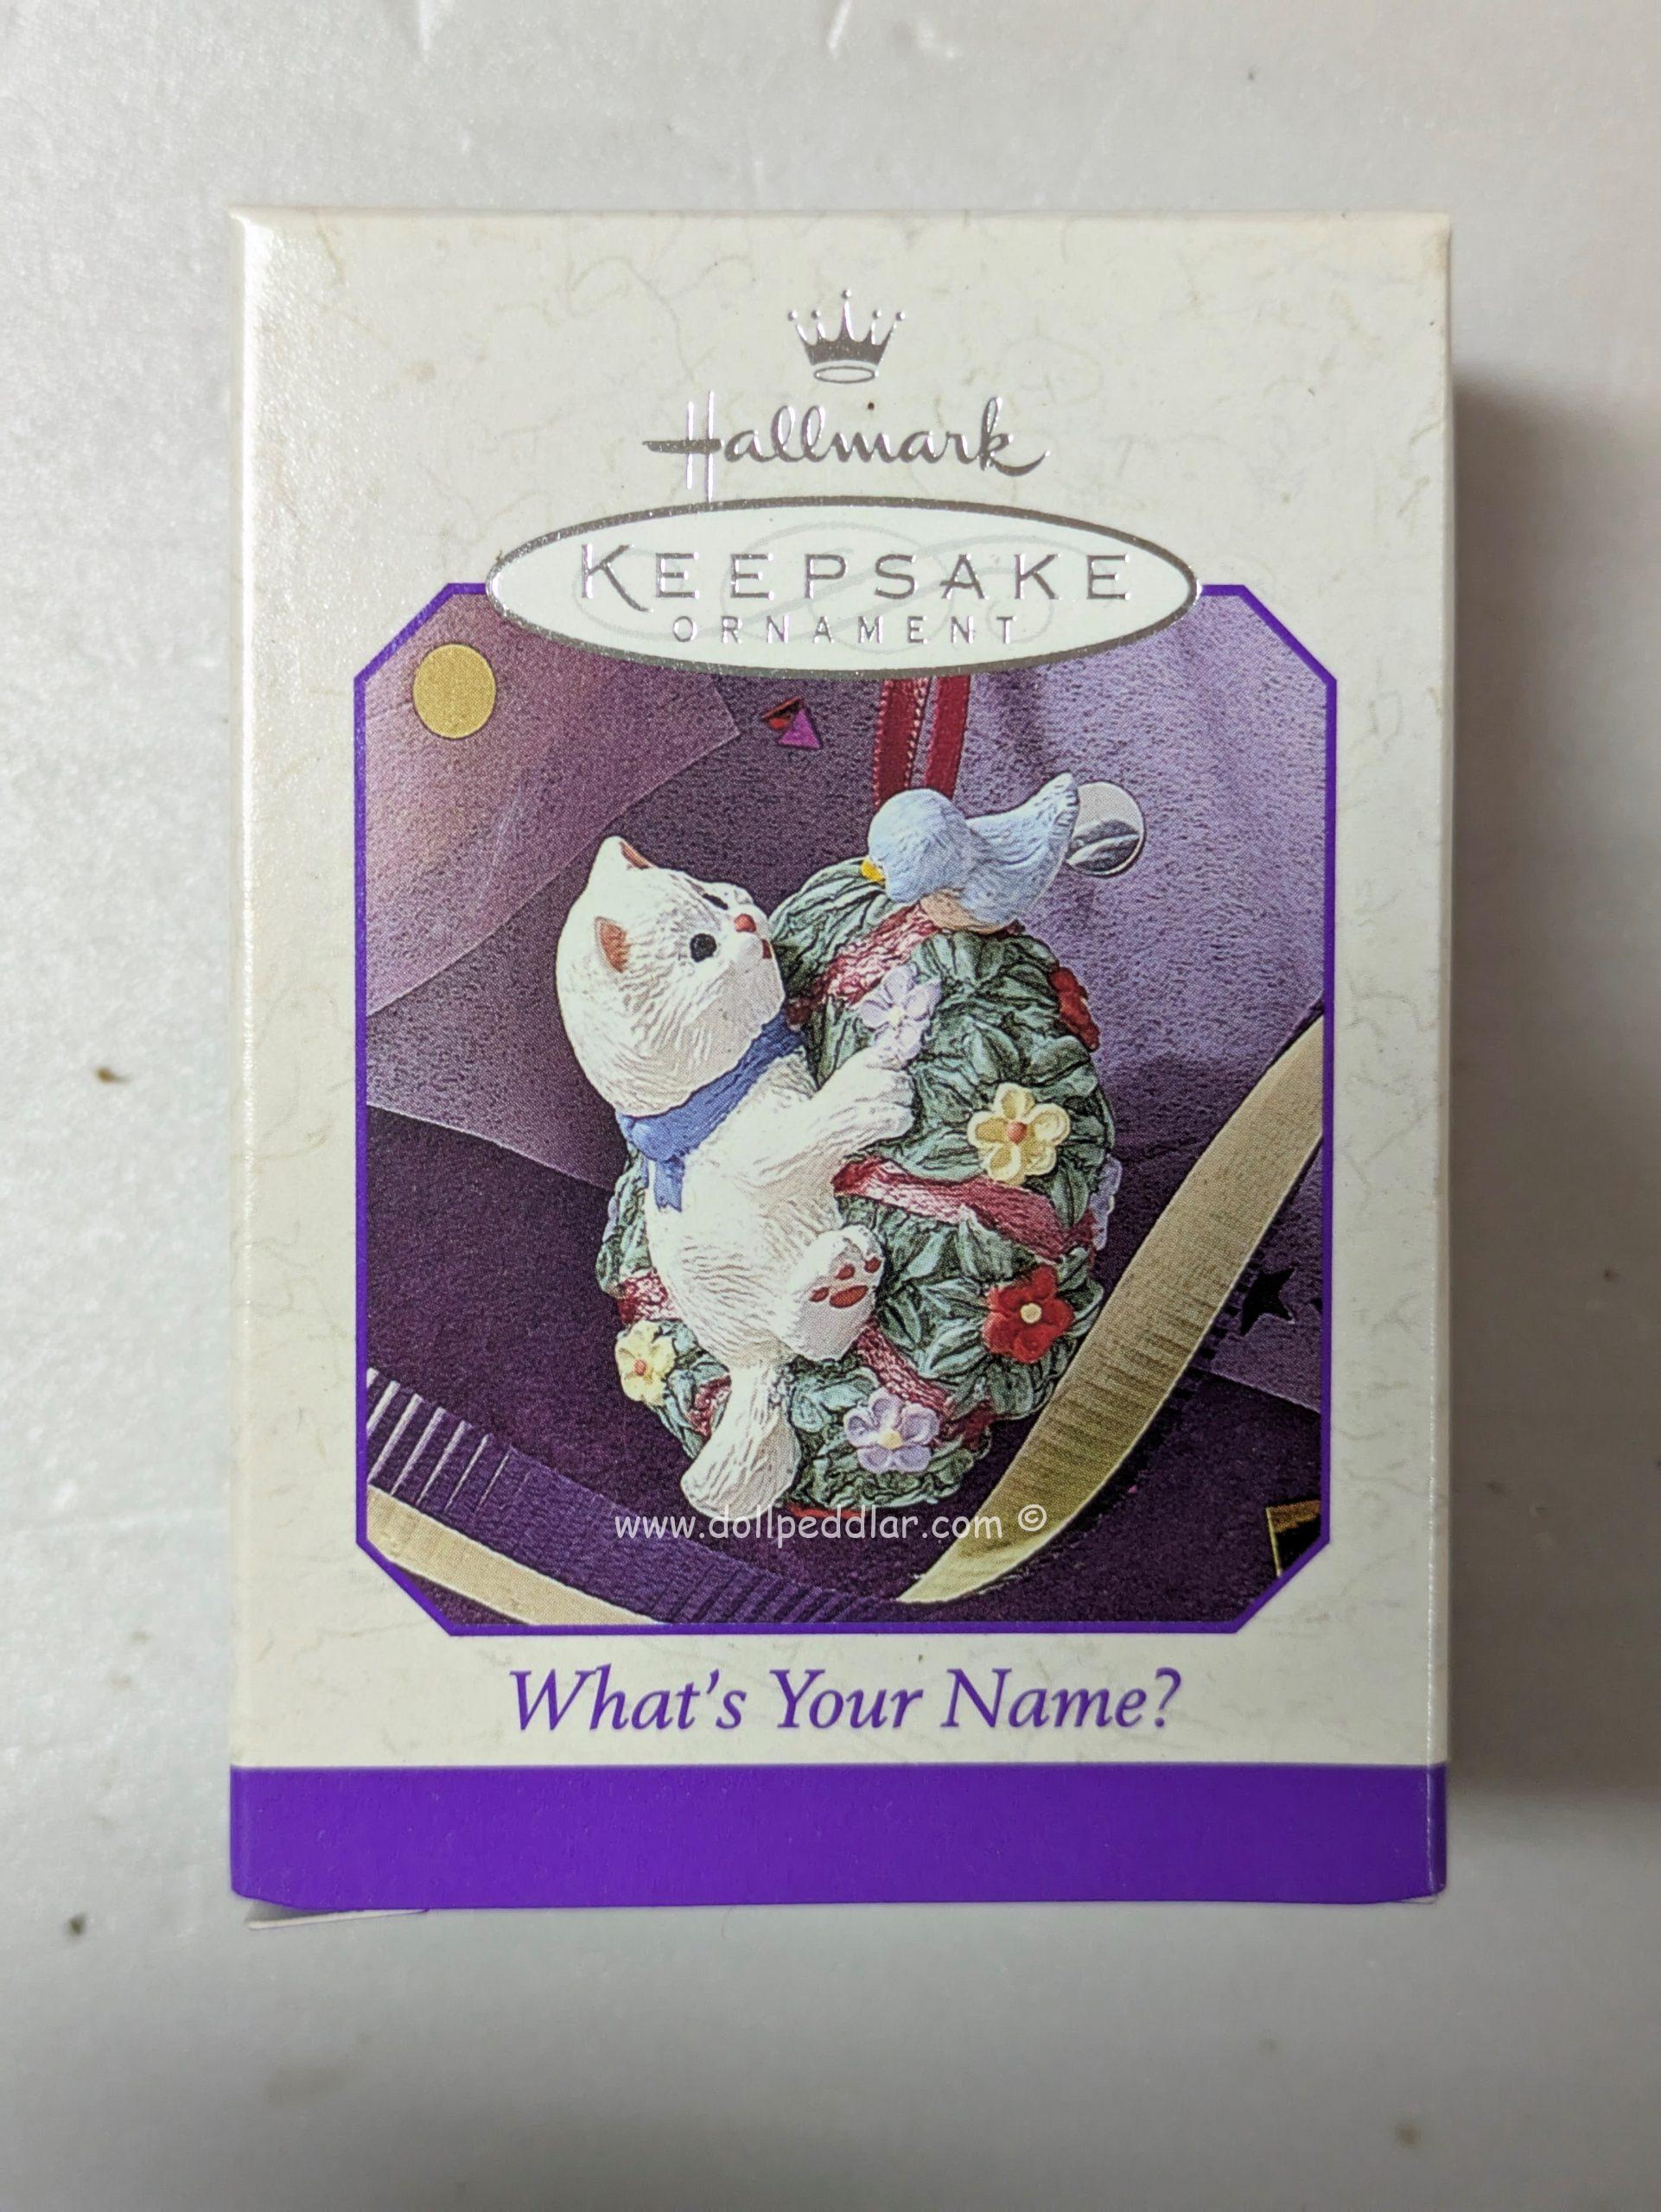 Hallmark
KEEPSAKE
ORNAMENT
www.dollpeddlar.com ©
What's Your Name?